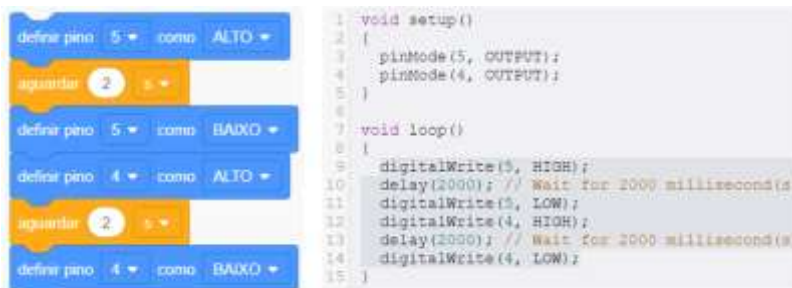 definir pino 5 como ALTO
aguardar 2 s
definir pino 5 como BAIXO
definir pino 4 como ALTO
aguardar 2 s
definir pino 4 como BAIXO
1 void setup()
2 {
3 pinMode(5, OUTPUT);
4 pinMode(4, OUTPUT);
5 }
6
7 void loop()
8 {
9 digitalWrite(5, HIGH);
10 delay(2000); // Wait for 2000 millisecond(s
11 digitalWrite(5, LOW);
12 digitalWrite(4, HIGH);
13 delay(2000); // Wait for 2000 millisecond(s
14 digitalWrite(4, LOW);
15 }